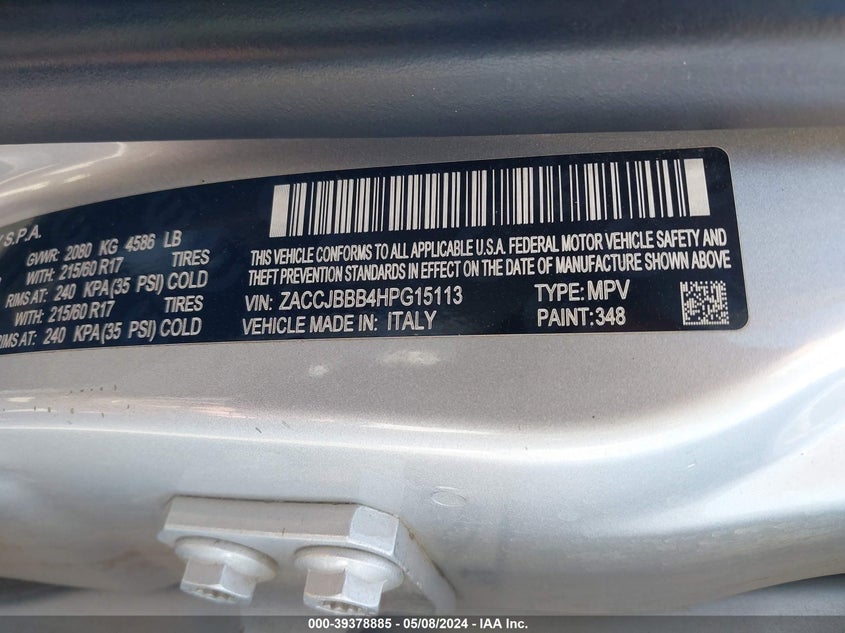 S.P.A.
GVWR: 2080 KG 4586 LB
WITH: 215/60 R17 TIRES
RIMS AT: 240 KPA(35 PSI) COLD
WITH: 215/60 R17 TIRES
RIMS AT: 240 KPA(35 PSI) COLD
THIS VEHICLE CONFORMS TO ALL APPLICABLE U.S.A. FEDERAL MOTOR VEHICLE SAFETY AND
THEFT PREVENTION STANDARDS IN EFFECT ON THE DATE OF MANUFACTURE SHOWN ABOVE
VIN: ZACCJBBB4HPG15113 TYPE: MPV
VEHICLE MADE IN: ITALY PAINT: 348
000-39378885 - 05/08/2024 - IAA Inc.